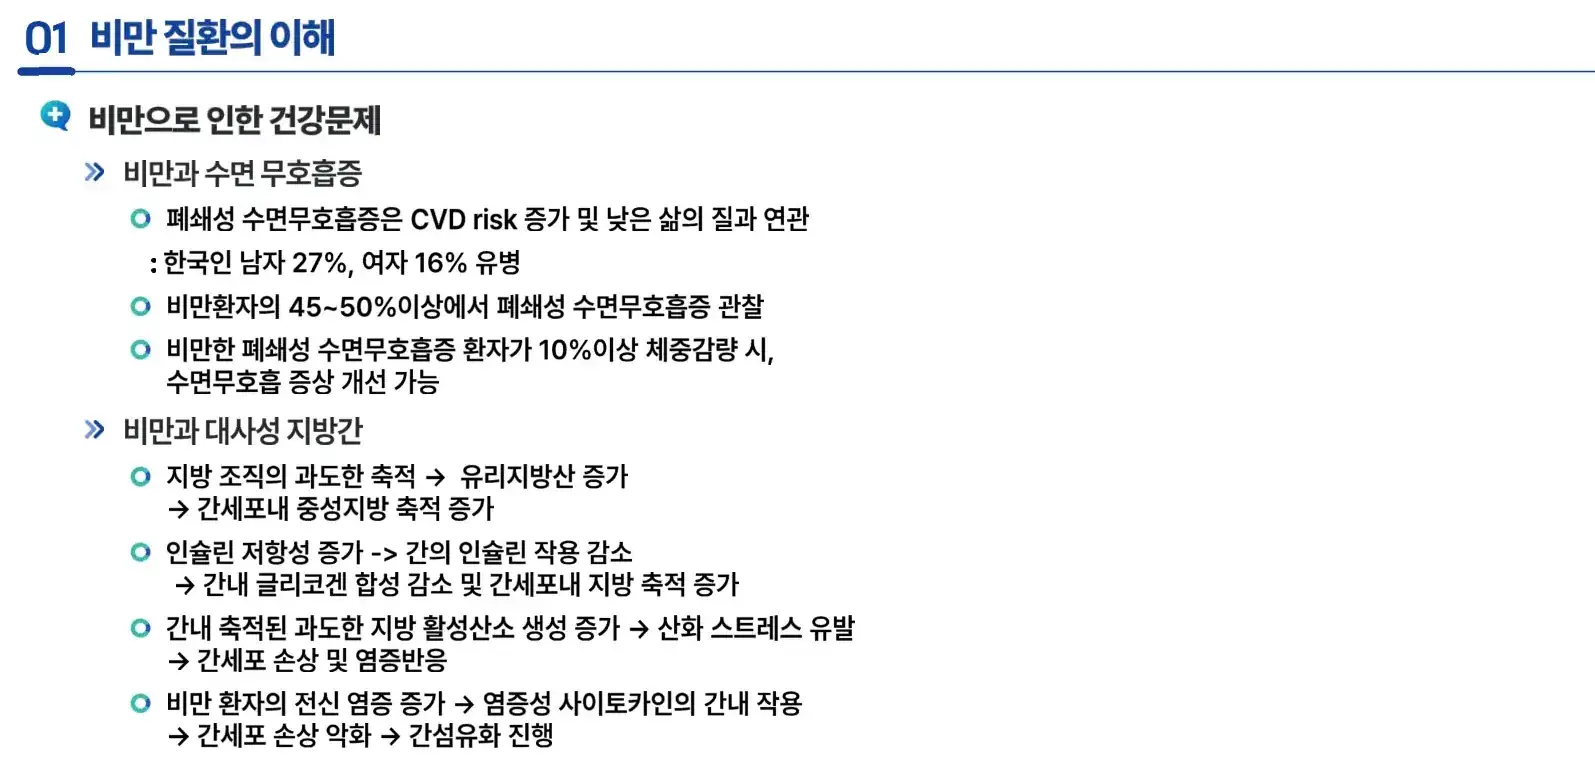 01 비만 질환의 이해
비만으로 인한 건강문제
비만과 수면 무호흡증
폐쇄성 수면무호흡증은 CVD risk 증가 및 낮은 삶의 질과 연관
: 한국인 남자 27%, 여자 16% 유병
비만환자의 45~50%이상에서 폐쇄성 수면무호흡증 관찰
비만한 폐쇄성 수면무호흡증 환자가 10%이상 체중감량 시,
수면무호흡 증상 개선 가능
비만과 대사성 지방간
지방 조직의 과도한 축적 → 유리지방산 증가
→ 간세포내 중성지방 축적 증가
인슐린 저항성 증가 -> 간의 인슐린 작용 감소
→ 간내 글리코겐 합성 감소 및 간세포내 지방 축적 증가
간내 축적된 과도한 지방 활성산소 생성 증가 → 산화 스트레스 유발
→ 간세포 손상 및 염증반응
비만 환자의 전신 염증 증가 → 염증성 사이토카인의 간내 작용
→ 간세포 손상 악화 → 간섬유화 진행